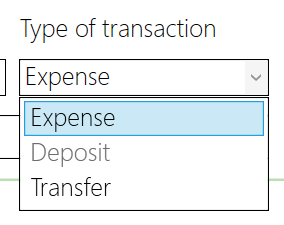 Type of transaction
Expense
Expense
Deposit
Transfer